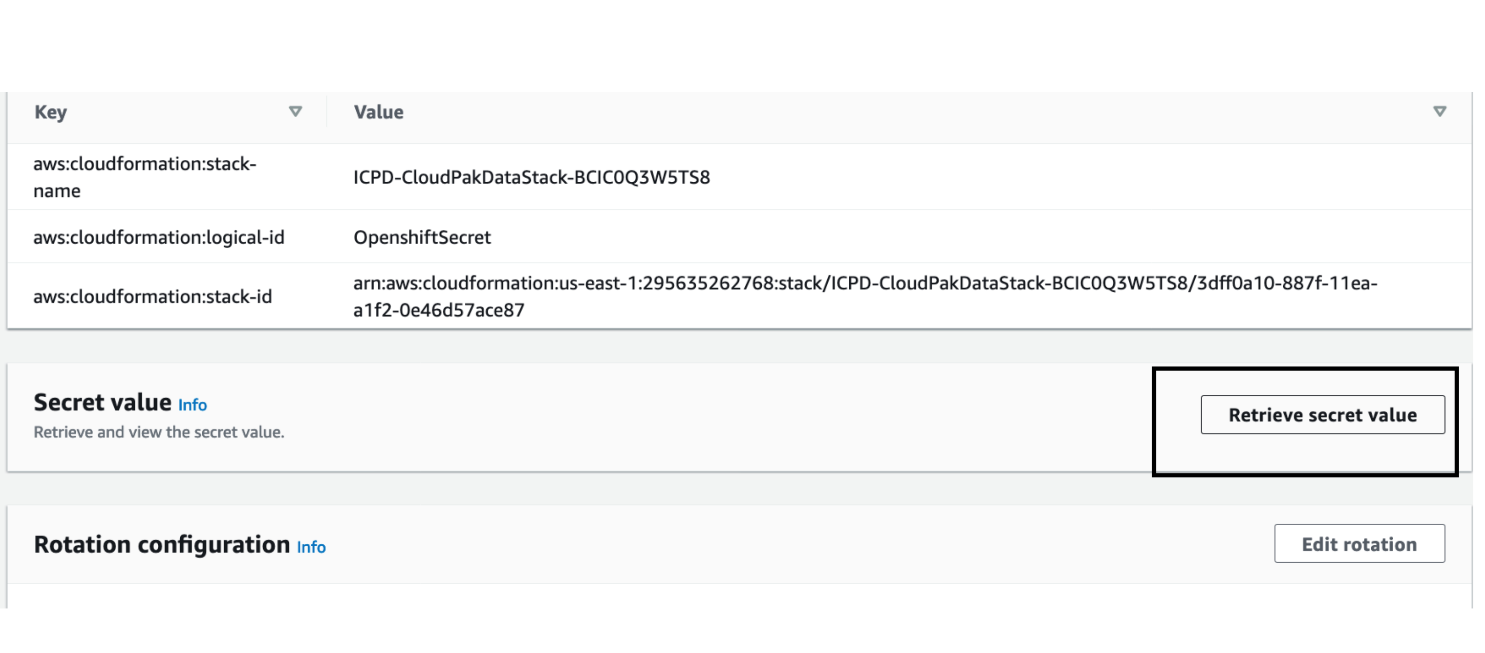 Key Value
aws:cloudformation:stack-
name
ICPD-CloudPakDataStack-BCIC0Q3W5TS8
aws:cloudformation:logical-id OpenshiftSecret
aws:cloudformation:stack-id
arn:aws:cloudformation:us-east-1:295635262768:stack/ICPD-CloudPakDataStack-BCIC0Q3W5TS8/3dff0a10-887f-11ea-
a1f2-0e46d57ace87
Secret value Info
Retrieve and view the secret value.
Retrieve secret value
Rotation configuration Info
Edit rotation